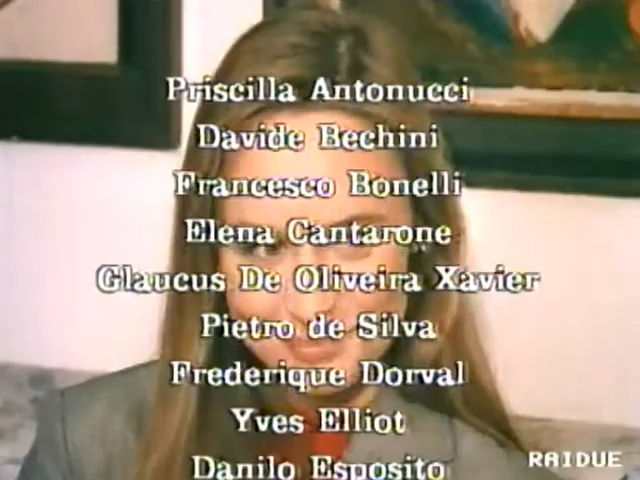 Priscilla Antonucci
Davide Bechini
Francesco Bonelli
Elena Cantarone
Glaucus De Oliveira Xavier
Pietro de Silva
Frederique Dorval
Yves Elliot
Danilo Esposito
RAIDUE